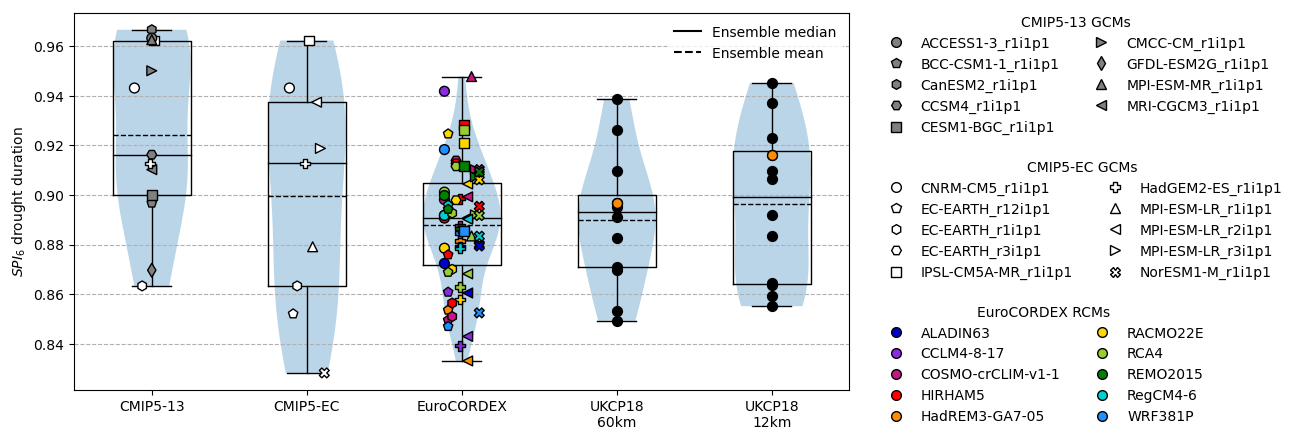 SPI6 drought duration
0.96
0.94
0.92
0.90
0.88
0.86
0.84
CMIP5-13
CMIP5-EC
EuroCORDEX
UKCP18
60km
UKCP18
12km
Ensemble median
Ensemble mean
CMIP5-13 GCMs
ACCESS1-3_r1i1p1
BCC-CSM1-1_r1i1p1
CanESM2_r1i1p1
CCSM4_r1i1p1
CESM1-BGC_r1i1p1
CMCC-CM_r1i1p1
GFDL-ESM2G_r1i1p1
MPI-ESM-MR_r1i1p1
MRI-CGCM3_r1i1p1
CMIP5-EC GCMs
CNRM-CM5_r1i1p1
EC-EARTH_r12i1p1
EC-EARTH_r1i1p1
EC-EARTH_r3i1p1
IPSL-CM5A-MR_r1i1p1
HadGEM2-ES_r1i1p1
MPI-ESM-LR_r1i1p1
MPI-ESM-LR_r2i1p1
MPI-ESM-LR_r3i1p1
NorESM1-M_r1i1p1
EuroCORDEX RCMs
ALADIN63
CCLM4-8-17
COSMO-crCLIM-v1-1
HIRHAM5
HadREM3-GA7-05
RACMO22E
RCA4
REMO2015
RegCM4-6
WRF381P